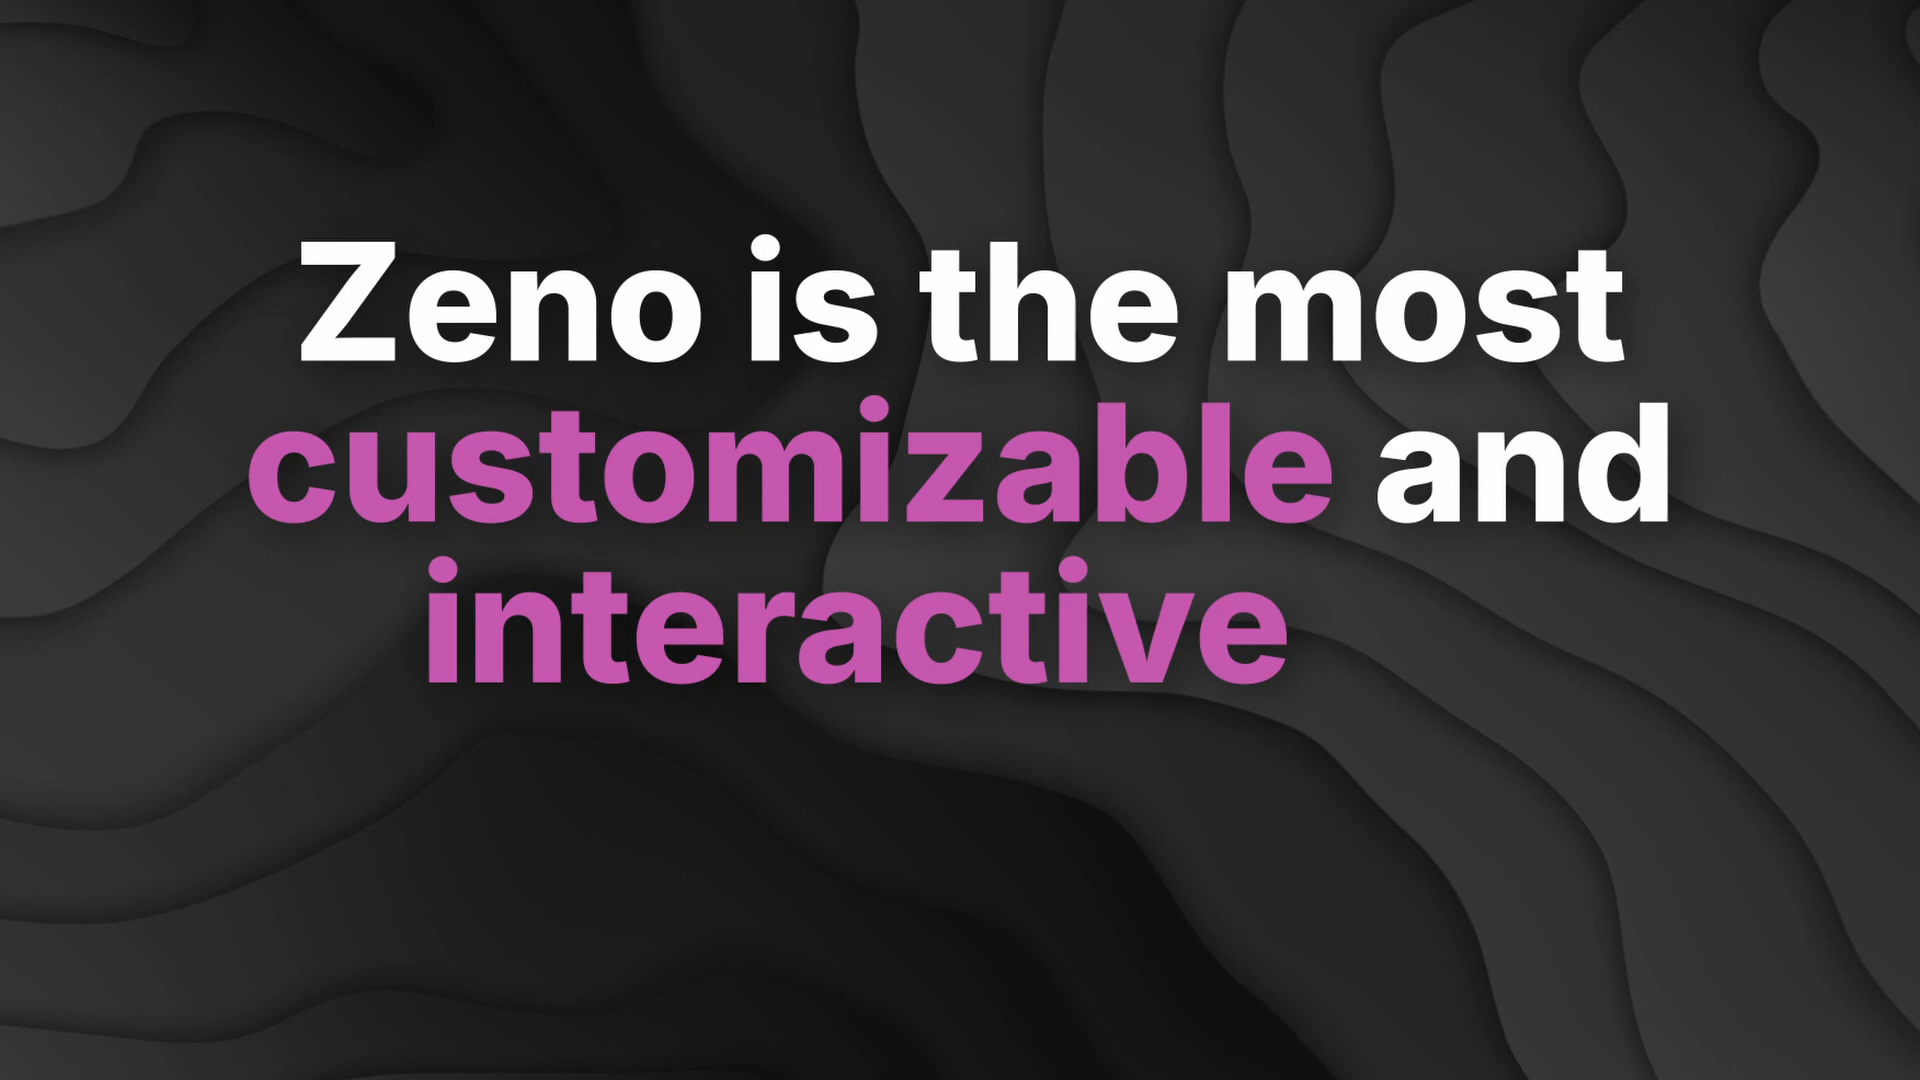 Zeno is the most
customizable and
interactive